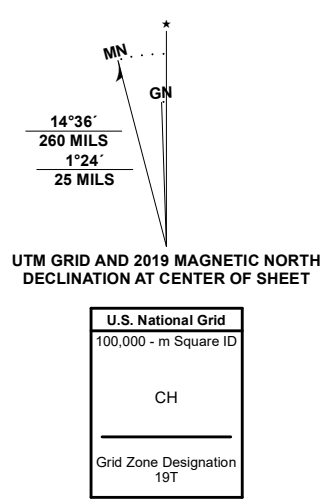 ★
MN
GN
14°36´
260 MILS
1°24´
25 MILS
UTM GRID AND 2019 MAGNETIC NORTH
DECLINATION AT CENTER OF SHEET
U.S. National Grid
100,000 - m Square ID
CH
Grid Zone Designation
19T